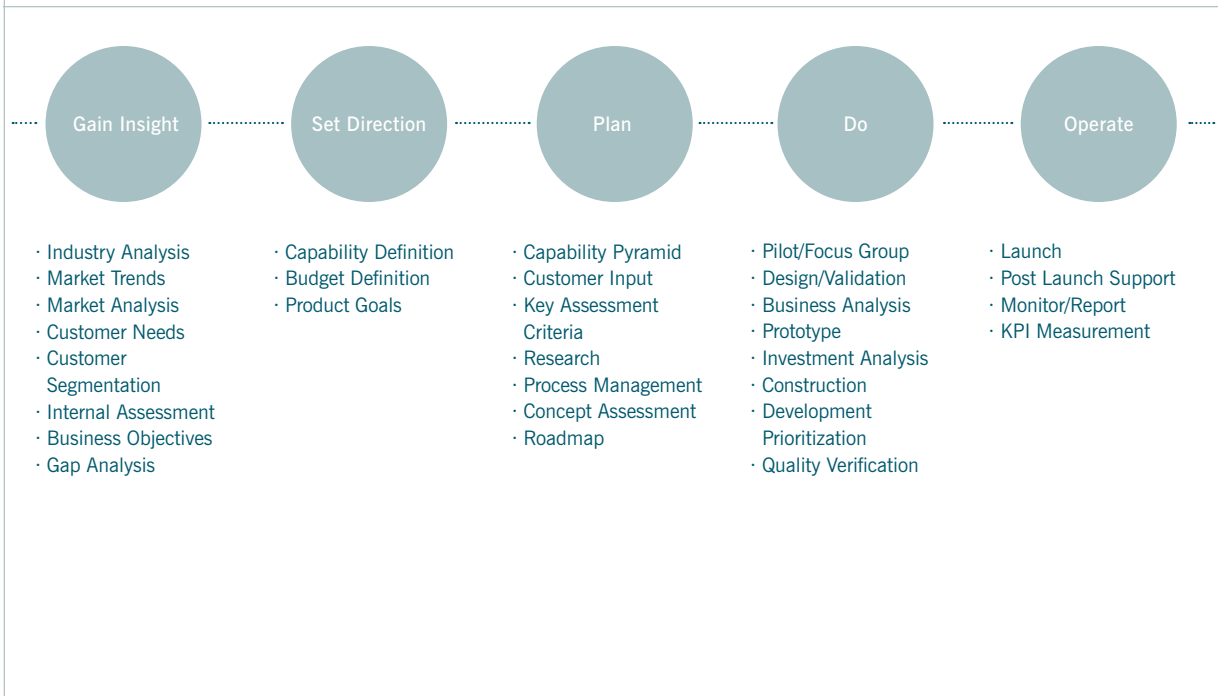 Gain Insight
Set Direction
Plan
Do
Operate
· Industry Analysis
· Market Trends
· Market Analysis
· Customer Needs
· Customer
Segmentation
· Internal Assessment
· Business Objectives
· Gap Analysis
· Capability Definition
· Budget Definition
· Product Goals
· Capability Pyramid
· Customer Input
· Key Assessment
Criteria
· Research
· Process Management
· Concept Assessment
· Roadmap
· Pilot/Focus Group
· Design/Validation
· Business Analysis
· Prototype
· Investment Analysis
· Construction
· Development
Prioritization
· Quality Verification
· Launch
· Post Launch Support
· Monitor/Report
· KPI Measurement